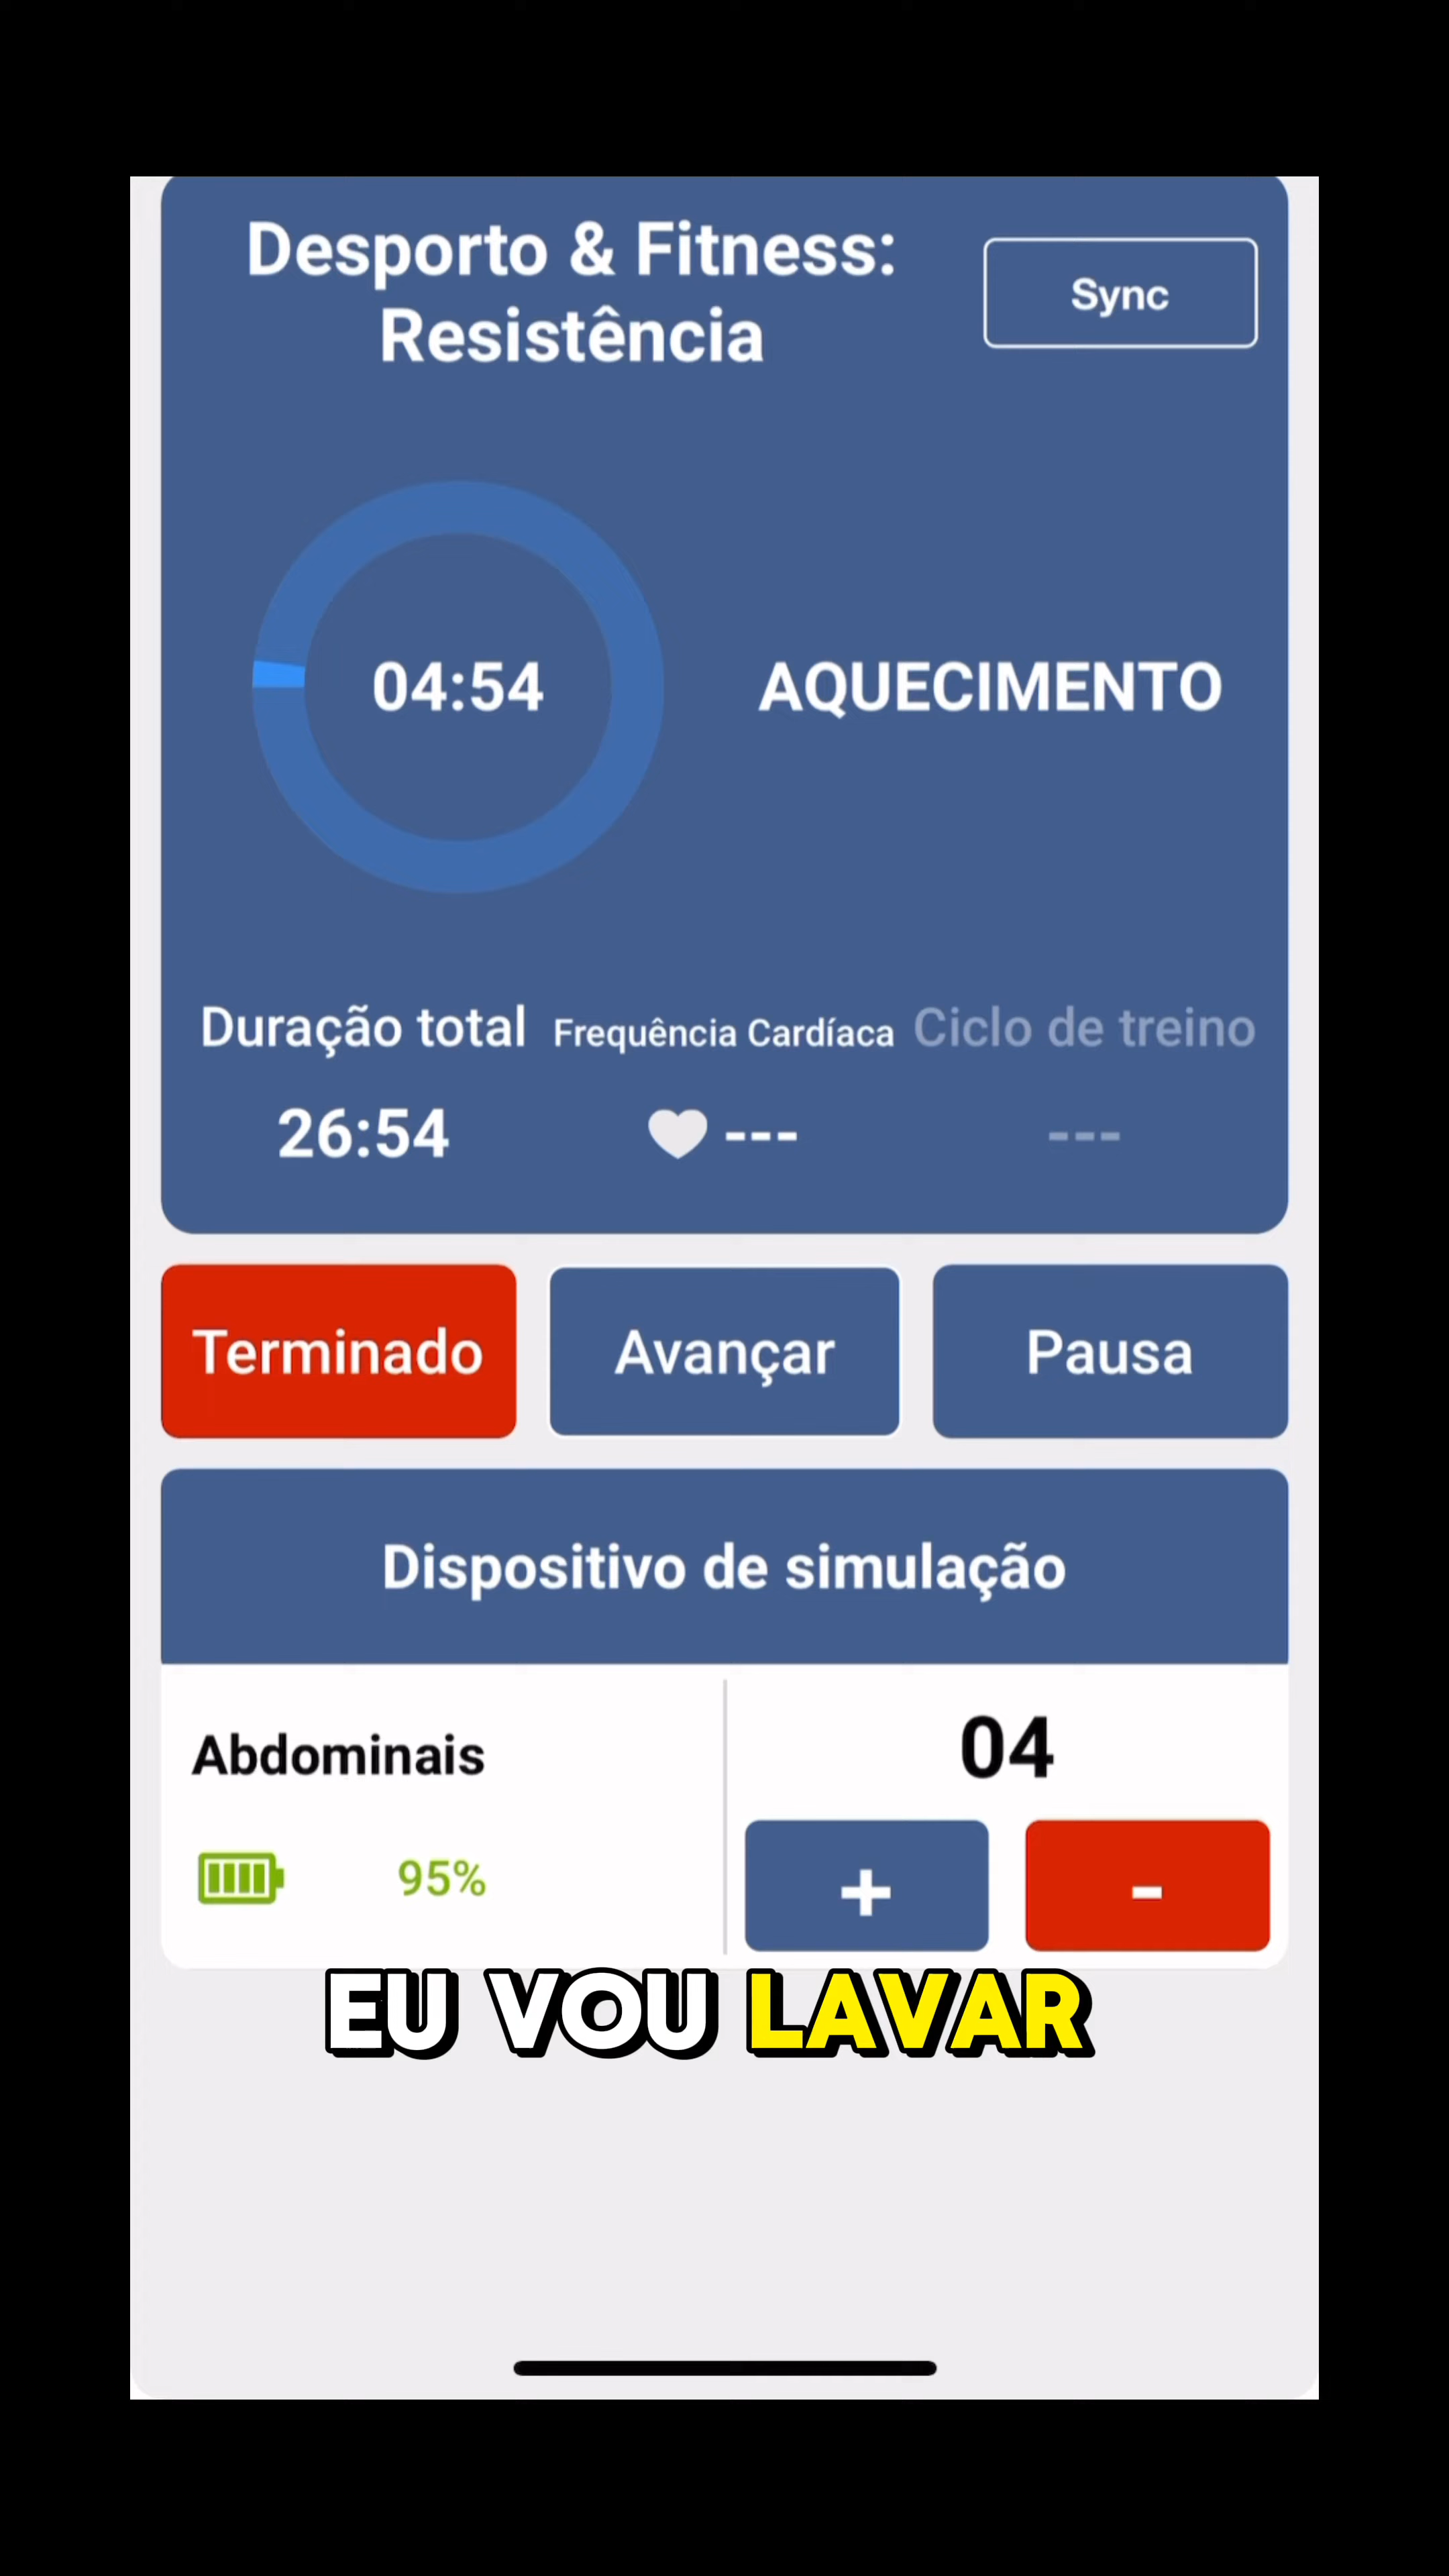 Desporto & Fitness:
Resistência
Sync
04:54
AQUECIMENTO
Duração total
Frequência Cardíaca
Ciclo de treino
26:54
---
---
Terminado
Avançar
Pausa
Dispositivo de simulação
Abdominais
04
95%
+
-
EU VOU LAVAR